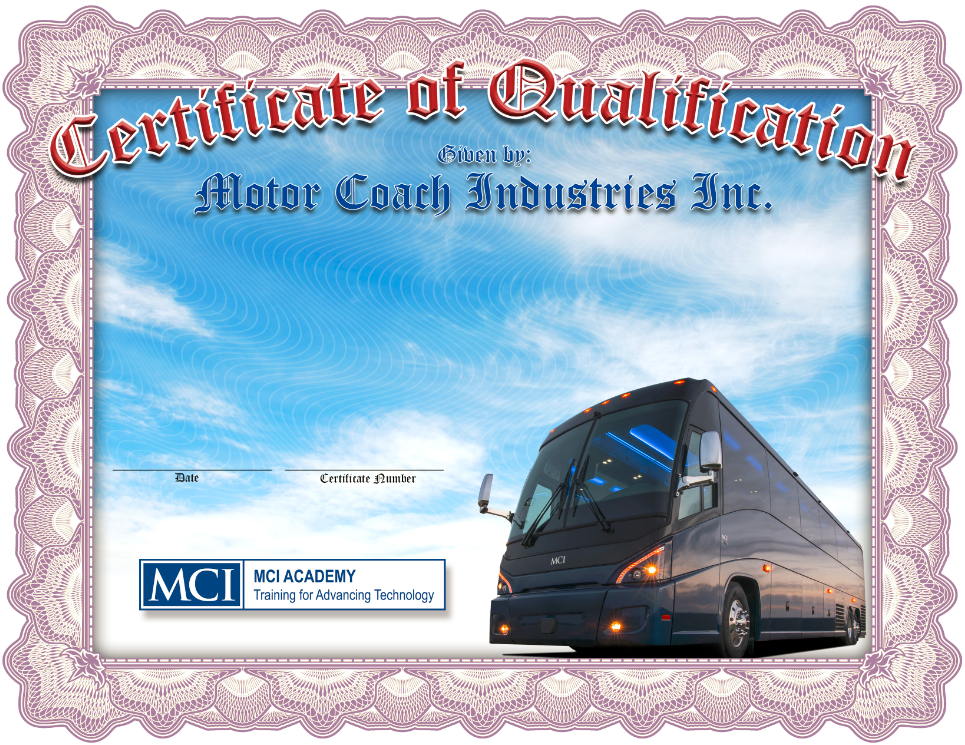 Certificate of Qualification
Given by:
Motor Coach Industries Inc.
Date
Certificate Number
MCI
MCI ACADEMY
Training for Advancing Technology
MCI